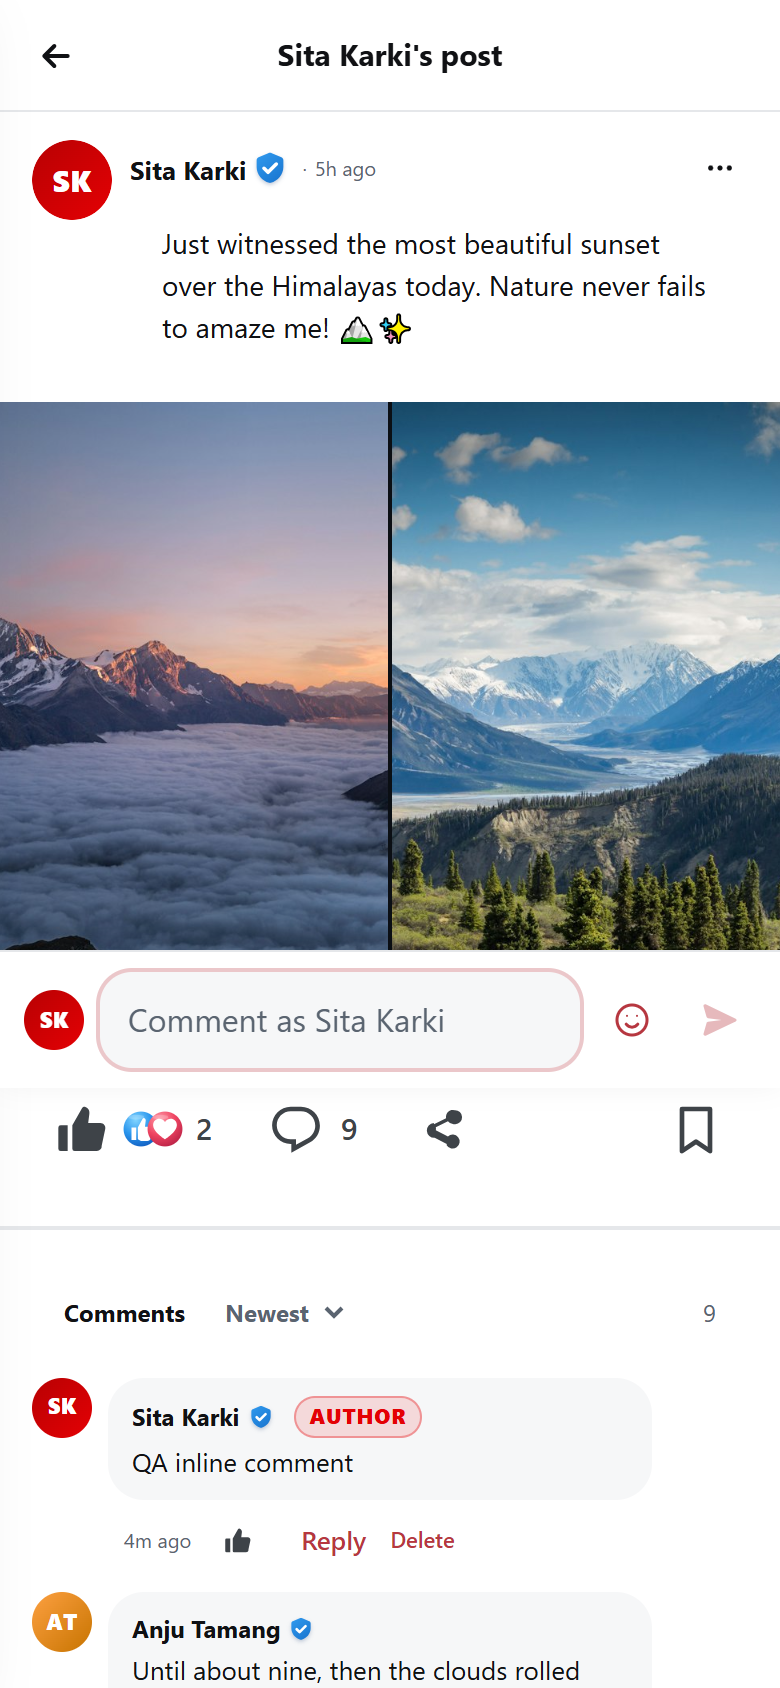 Sita Karki's post
SK
Sita Karki · 5h ago
Just witnessed the most beautiful sunset
over the Himalayas today. Nature never fails
to amaze me! 🏔️✨
SK
Comment as Sita Karki
2
9
Comments
Newest
9
SK
Sita Karki
AUTHOR
QA inline comment
4m ago
Reply
Delete
AT
Anju Tamang
Until about nine, then the clouds rolled